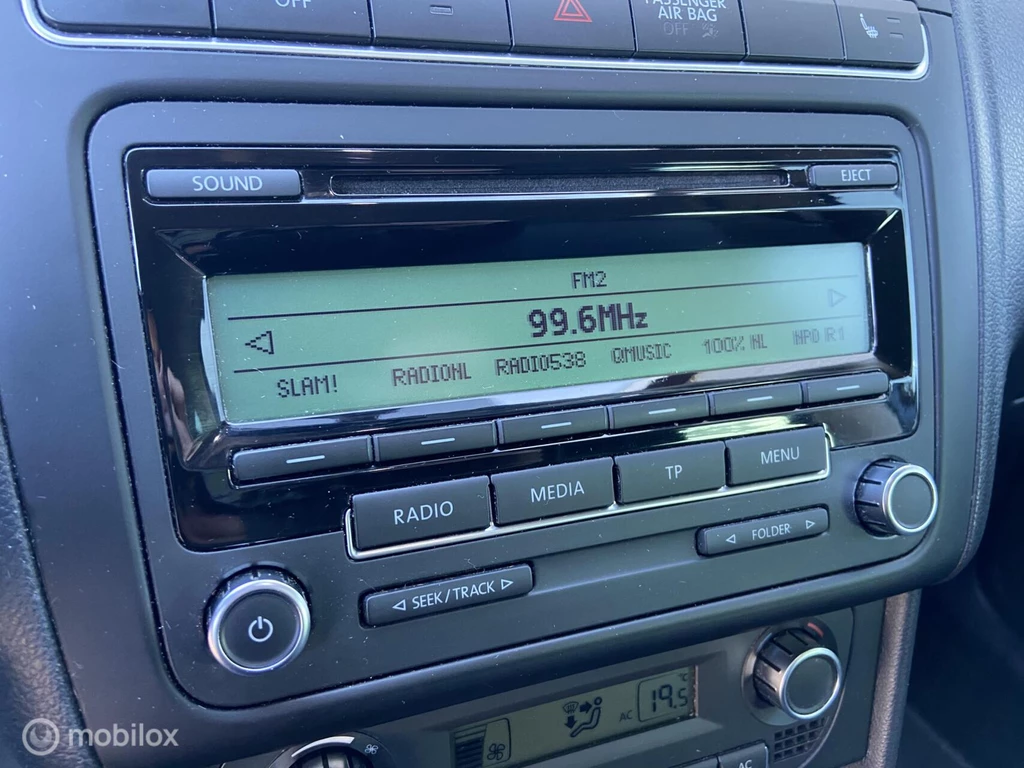 OFF
PASSENGER
AIR BAG
OFF
SOUND
EJECT
FM2
99.6MHz
SLAM! RADIONL RADIO538 QMUSIC 100% NL NPO R1
RADIO MEDIA TP MENU
FOLDER
SEEK/TRACK
AC 19.5 °C
AC
mobilox